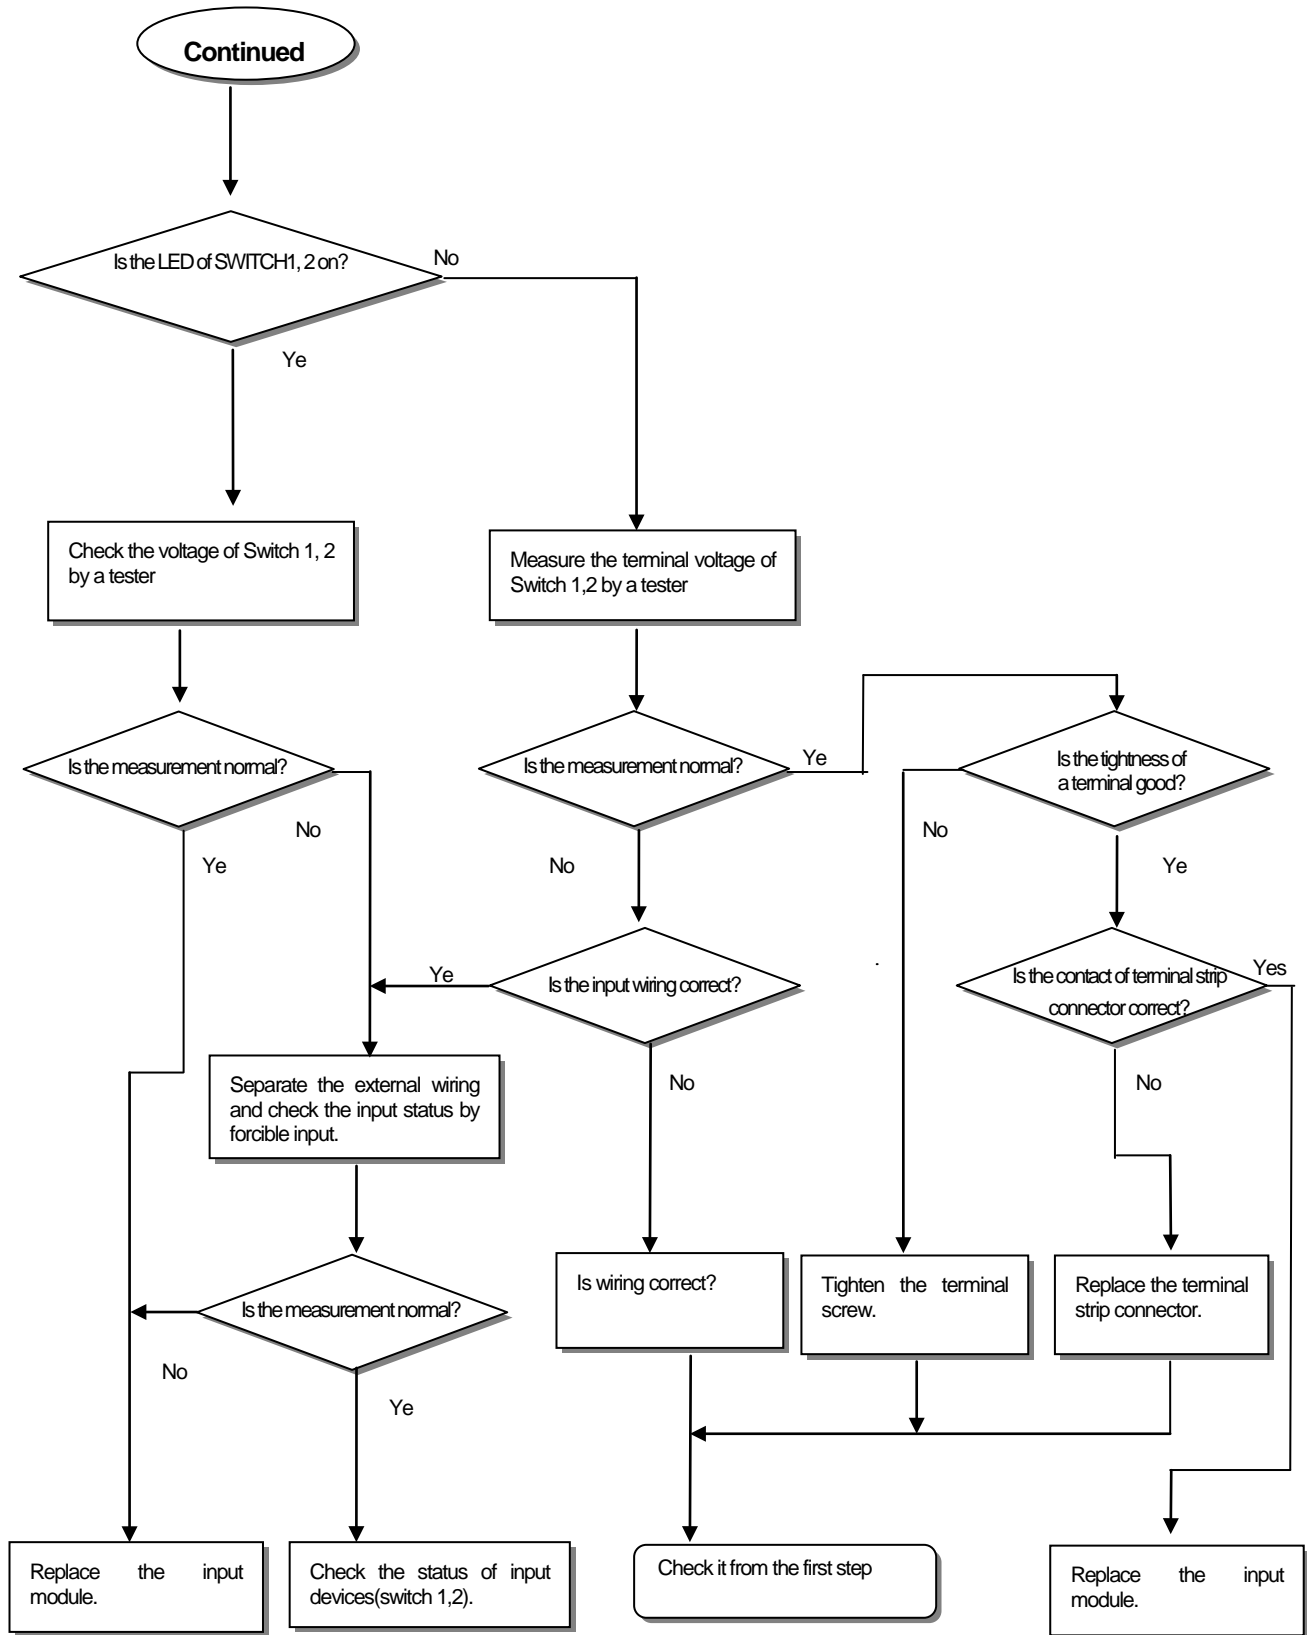 Continued
Is the LED of SWITCH1, 2 on?
No
Ye
Check the voltage of Switch 1, 2
by a tester
Measure the terminal voltage of
Switch 1,2 by a tester
Is the measurement normal?
No
Ye
Is the measurement normal?
Ye
No
Is the tightness of
a terminal good?
No
Ye
Is the input wiring correct?
Ye
No
.
Is the contact of terminal strip
connector correct?
Yes
No
Separate the external wiring
and check the input status by
forcible input.
Is the measurement normal?
No
Ye
Is wiring correct?
Tighten the terminal
screw.
Replace the terminal
strip connector.
Replace the input
module.
Check the status of input
devices(switch 1,2).
Check it from the first step
Replace the input
module.